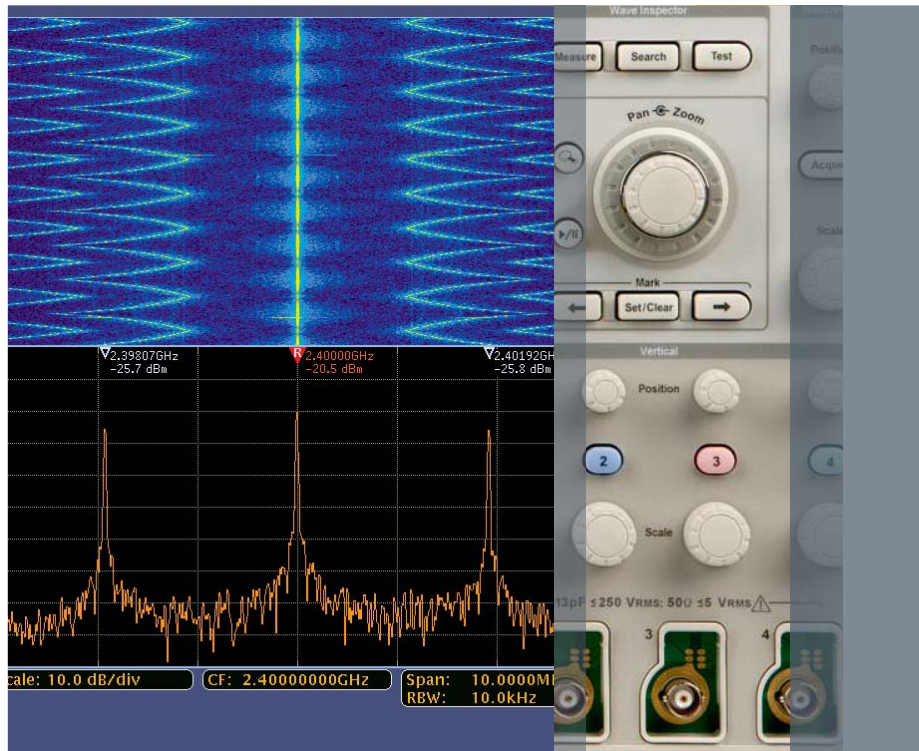 Wave Inspector
Measure
Search
Test
Position
Pan
Zoom
Acqui
Scale
Mark
Set/Clear
Vertical
2.39807GHz
-25.7 dBm
R
2.40000GHz
-20.5 dBm
2.40192GH
-25.8 dBm
Position
2
3
4
Scale
13pF ≤250 VRMS; 50Ω ≤5 VRMS
3
4
cale: 10.0 dB/div
CF: 2.40000000GHz
Span: 10.0000M
RBW: 10.0kHz